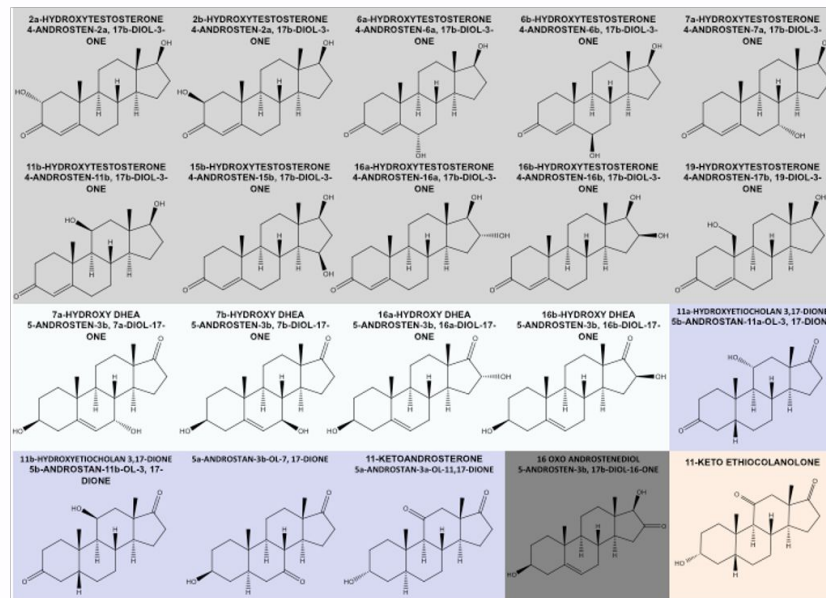 2a-HYDROXYTESTOSTERONE
4-ANDROSTEN-2a, 17b-DIOL-3-
ONE
OH
HO
O
H
H
H
2b-HYDROXYTESTOSTERONE
4-ANDROSTEN-2a, 17b-DIOL-3-
ONE
OH
HO
O
H
H
H
6a-HYDROXYTESTOSTERONE
4-ANDROSTEN-6a, 17b-DIOL-3-
ONE
OH
H
H
H
O
OH
6b-HYDROXYTESTOSTERONE
4-ANDROSTEN-6b, 17b-DIOL-3-
ONE
OH
H
H
H
O
OH
7a-HYDROXYTESTOSTERONE
4-ANDROSTEN-7a, 17b-DIOL-3-
ONE
H
H
H
O
OH
11b-HYDROXYTESTOSTERONE
4-ANDROSTEN-11b, 17b-DIOL-3-
ONE
OH
HO
H
H
H
O
15b-HYDROXYTESTOSTERONE
4-ANDROSTEN-15b, 17b-DIOL-3-
ONE
OH
H
H
H
OH
O
16a-HYDROXYTESTOSTERONE
4-ANDROSTEN-16a, 17b-DIOL-3-
ONE
OH
OH
H
H
H
O
16b-HYDROXYTESTOSTERONE
4-ANDROSTEN-16b, 17b-DIOL-3-
ONE
OH
OH
H
H
H
O
19-HYDROXYTESTOSTERONE
4-ANDROSTEN-17b, 19-DIOL-3-
ONE
OH
HO
H
H
H
O
7a-HYDROXY DHEA
5-ANDROSTEN-3b, 7a-DIOL-17-
ONE
O
H
H
H
HO
OH
7b-HYDROXY DHEA
5-ANDROSTEN-3b, 7b-DIOL-17-
ONE
O
H
H
H
HO
OH
16a-HYDROXY DHEA
5-ANDROSTEN-3b, 16a-DIOL-17-
ONE
O
OH
H
H
H
HO
16b-HYDROXY DHEA
5-ANDROSTEN-3b, 16b-DIOL-17-
ONE
O
OH
H
H
H
HO
11a-HYDROXYETIOCHOLAN 3,17-DIONE
5b-ANDROSTAN-11a-OL-3, 17-DIONE
O
HO
H
H
H
O
H
11b-HYDROXYETIOCHOLAN 3,17-DIONE
5b-ANDROSTAN-11b-OL-3, 17-
DIONE
O
HO
H
H
H
O
H
5a-ANDROSTAN-3b-OL-7, 17-DIONE
O
H
H
H
HO
H
O
11-KETOANDROSTERONE
5a-ANDROSTAN-3a-OL-11,17-DIONE
O
O
H
H
H
HO
H
16 OXO ANDROSTENEDIOL
5-ANDROSTEN-3b, 17b-DIOL-16-ONE
OH
O
H
H
H
HO
11-KETO ETHIOCOLANOLONE
O
O
H
H
H
HO
H